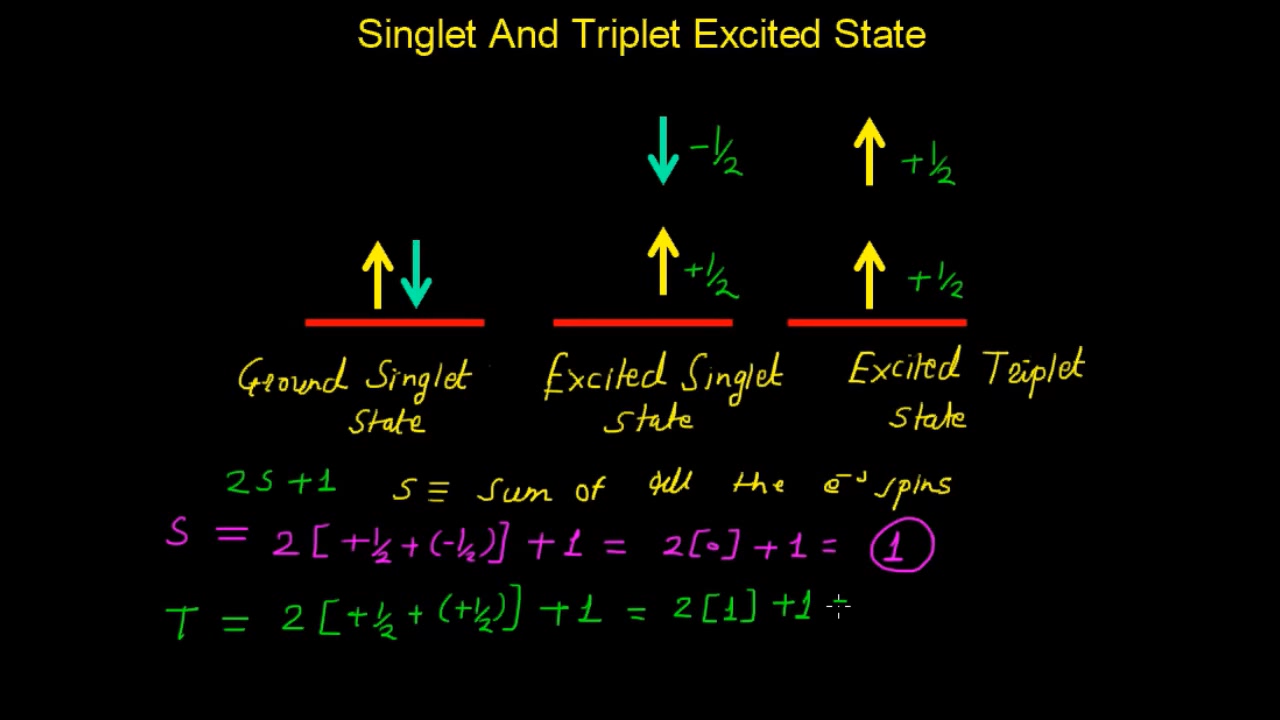 Singlet And Triplet Excited State
-1/2
+1/2
+1/2
+1/2
Ground Singlet State
Excited Singlet State
Excited Triplet State
2S+1 S ≡ Sum of all the e⁻s spins
S = 2[+1/2+(-1/2)]+1 = 2[0]+1 = 1
T = 2[+1/2+(+1/2)]+1 = 2[1]+1 =